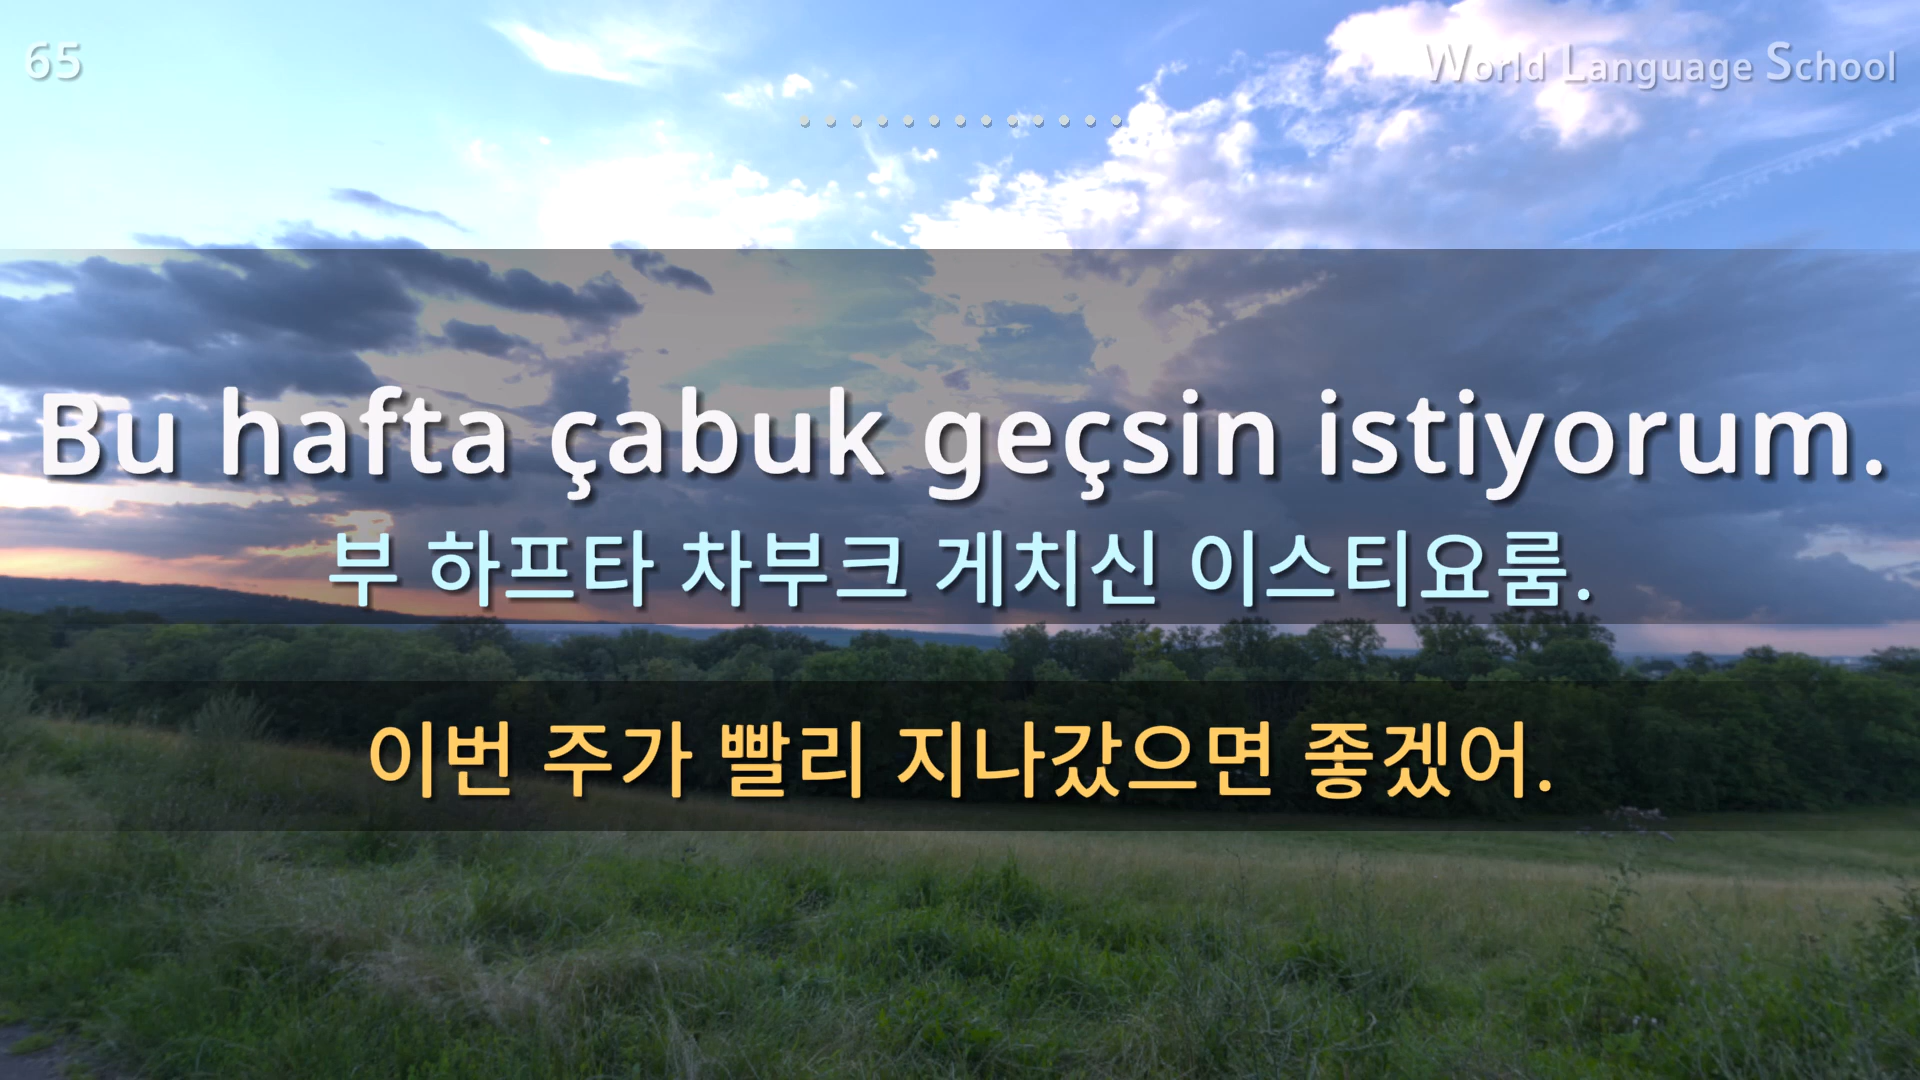 65
World Language School
Bu hafta çabuk geçsin istiyorum.
부 하프타 차부크 게치신 이스티요룸.
이번 주가 빨리 지나갔으면 좋겠어.